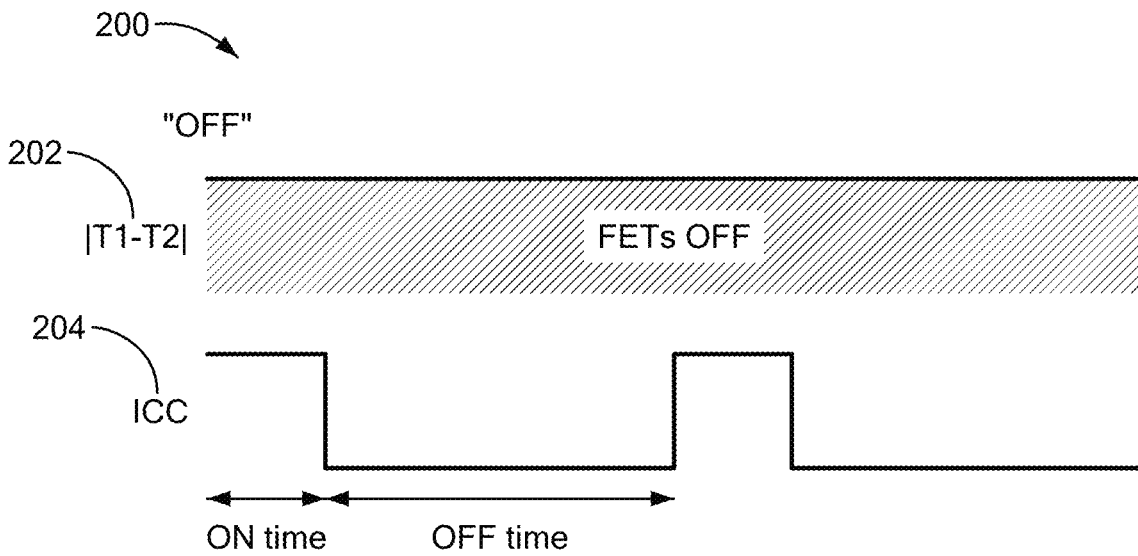 200
"OFF"
202
|T1-T2|
FETs OFF
204
ICC
ON time
OFF time